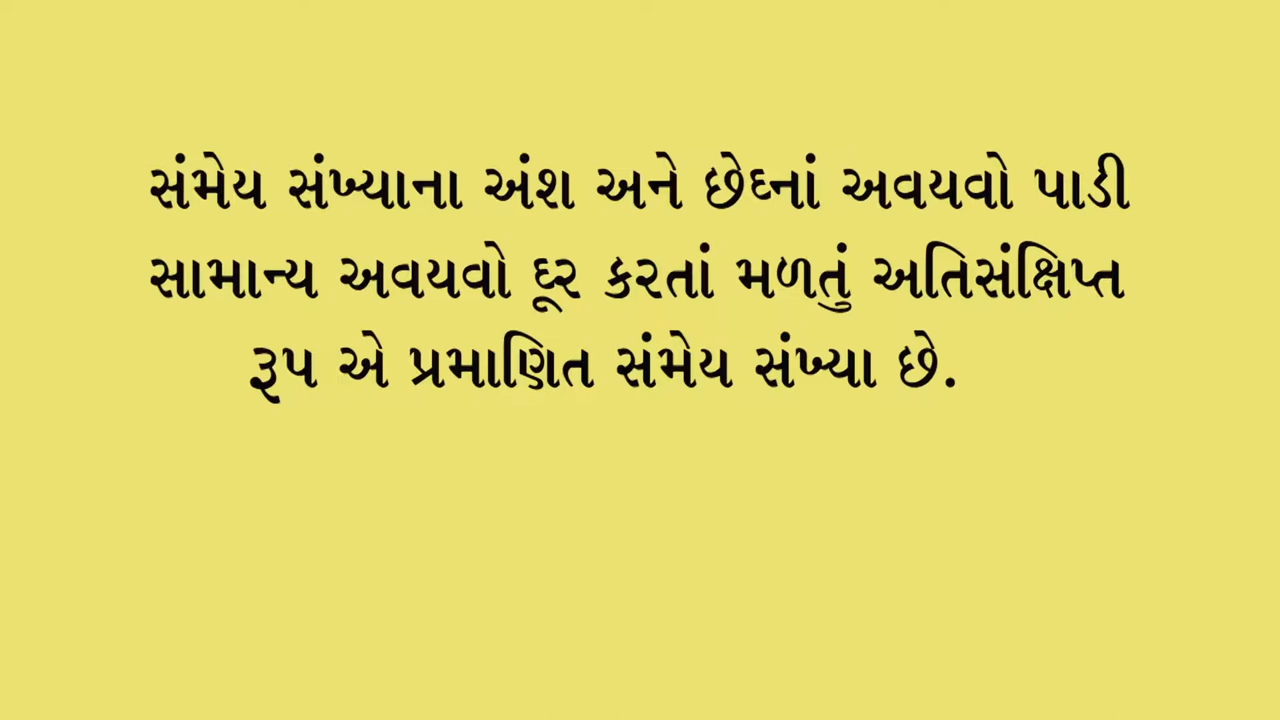 સંમેય સંખ્યાના અંશ અને છેદનાં અવયવો પાડી
સામાન્ય અવયવો દૂર કરતાં મળતું અતિસંક્ષિપ્ત
રૂપ એ પ્રમાણિત સંમેય સંખ્યા છે.